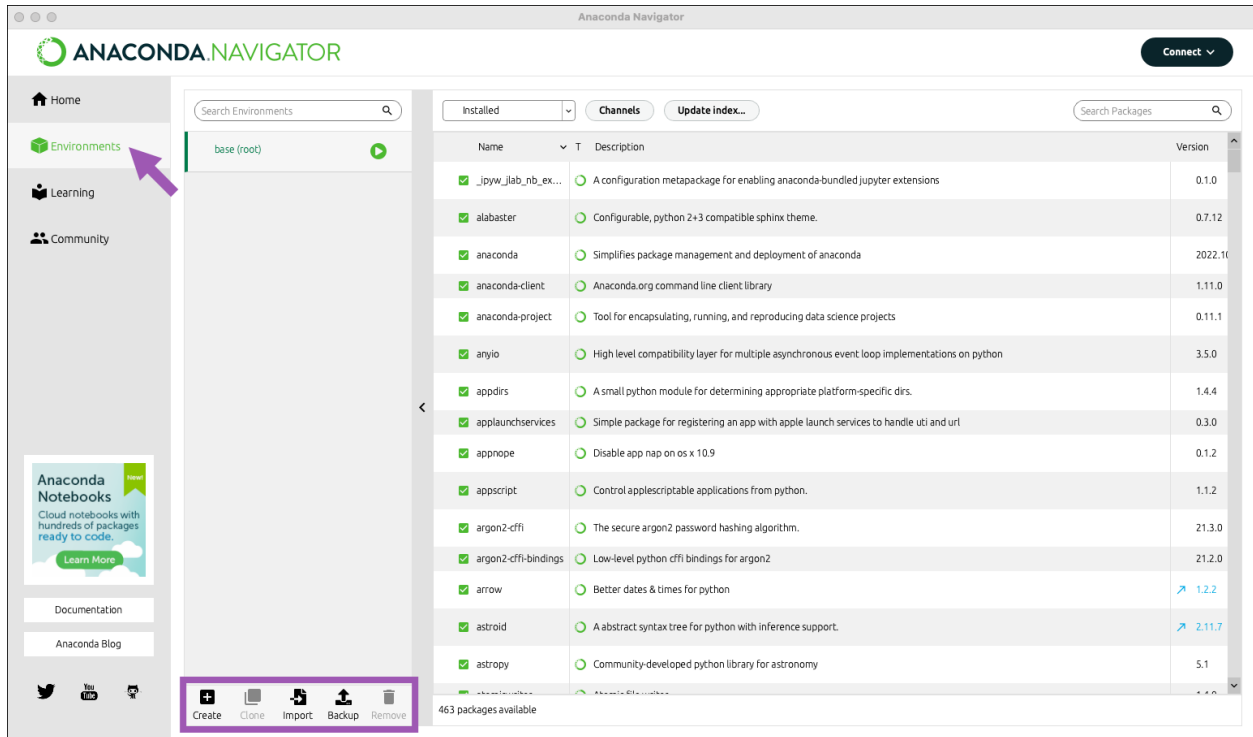 Anaconda Navigator
ANACONDA.NAVIGATOR
Connect
Home
Environments
Learning
Community
Anaconda
Notebooks
New!
Cloud notebooks with
hundreds of packages
ready to code.
Learn More
Documentation
Anaconda Blog
You
Tube
Search Environments
base (root)
Create Clone Import Backup Remove
Installed Channels Update index... Search Packages
Name T Description Version
_ipyw_jlab_nb_ex... A configuration metapackage for enabling anaconda-bundled jupyter extensions 0.1.0
alabaster Configurable, python 2+3 compatible sphinx theme. 0.7.12
anaconda Simplifies package management and deployment of anaconda 2022.10
anaconda-client Anaconda.org command line client library 1.11.0
anaconda-project Tool for encapsulating, running, and reproducing data science projects 0.11.1
anyio High level compatibility layer for multiple asynchronous event loop implementations on python 3.5.0
appdirs A small python module for determining appropriate platform-specific dirs. 1.4.4
applaunchservices Simple package for registering an app with apple launch services to handle uti and url 0.3.0
appnope Disable app nap on os x 10.9 0.1.2
appscript Control applescriptable applications from python. 1.1.2
argon2-cffi The secure argon2 password hashing algorithm. 21.3.0
argon2-cffi-bindings Low-level python cffi bindings for argon2 21.2.0
arrow Better dates & times for python 1.2.2
astroid A abstract syntax tree for python with inference support. 2.11.7
astropy Community-developed python library for astronomy 5.1
463 packages available